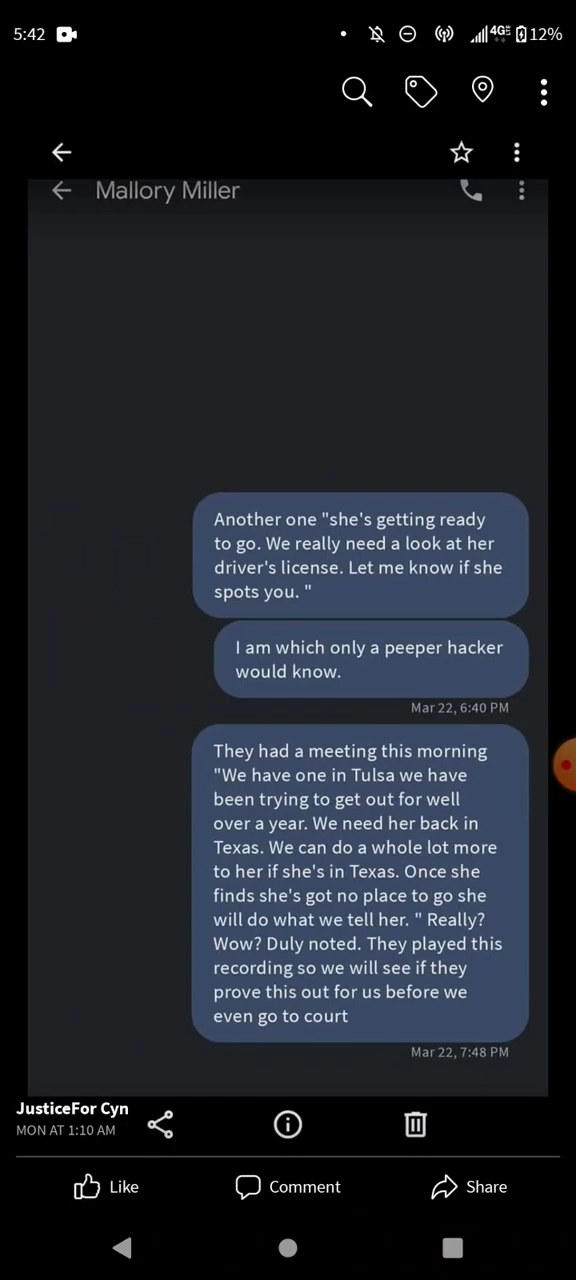 5:42
4G
12%
Mallory Miller
Another one "she's getting ready
to go. We really need a look at her
driver's license. Let me know if she
spots you. "
I am which only a peeper hacker
would know.
Mar 22, 6:40 PM
They had a meeting this morning
"We have one in Tulsa we have
been trying to get out for well
over a year. We need her back in
Texas. We can do a whole lot more
to her if she's in Texas. Once she
finds she's got no place to go she
will do what we tell her. " Really?
Wow? Duly noted. They played this
recording so we will see if they
prove this out for us before we
even go to court
Mar 22, 7:48 PM
JusticeFor Cyn
MON AT 1:10 AM
Like
Comment
Share